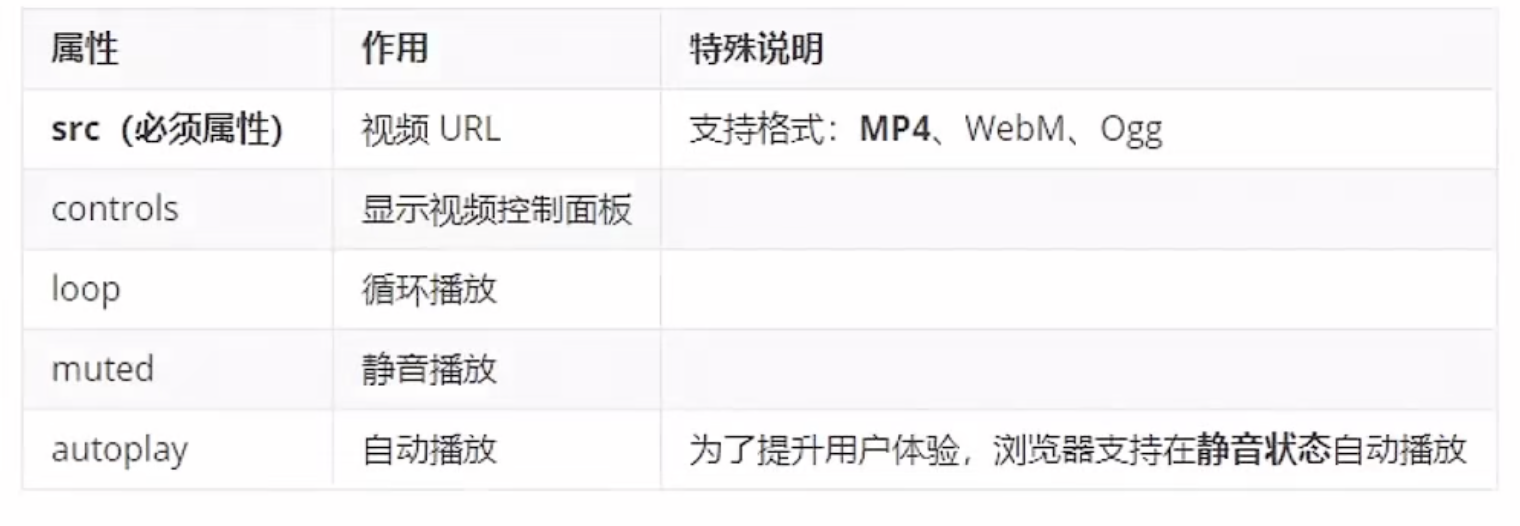 属性 作用 特殊说明
src（必须属性） 视频 URL 支持格式：MP4、WebM、Ogg
controls 显示视频控制面板
loop 循环播放
muted 静音播放
autoplay 自动播放 为了提升用户体验，浏览器支持在静音状态自动播放